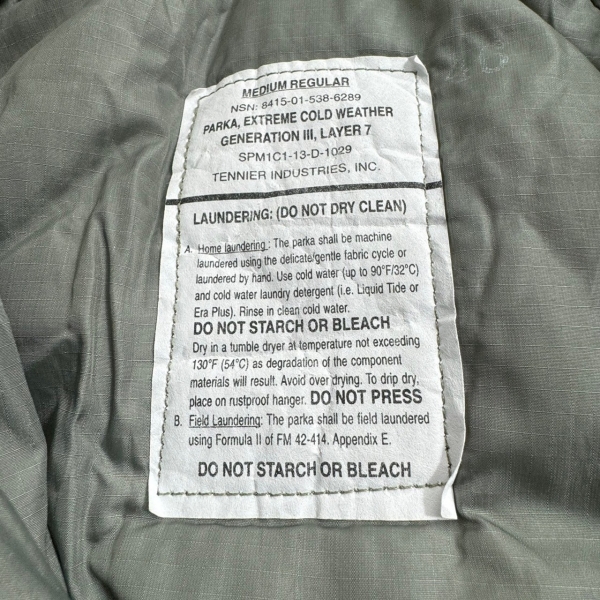 MEDIUM REGULAR
NSN: 8415-01-538-6289
PARKA, EXTREME COLD WEATHER
GENERATION III, LAYER 7
SPM1C1-13-D-1029
TENNIER INDUSTRIES, INC.
LAUNDERING: (DO NOT DRY CLEAN)
A. Home laundering : The parka shall be machine
laundered using the delicate/gentle fabric cycle or
laundered by hand. Use cold water (up to 90°F/32°C)
and cold water laundry detergent (i.e. Liquid Tide or
Era Plus). Rinse in clean cold water.
DO NOT STARCH OR BLEACH
Dry in a tumble dryer at temperature not exceeding
130°F (54°C) as degradation of the component
materials will result. Avoid over drying. To drip dry,
place on rustproof hanger. DO NOT PRESS
B. Field Laundering: The parka shall be field laundered
using Formula II of FM 42-414, Appendix E.
DO NOT STARCH OR BLEACH